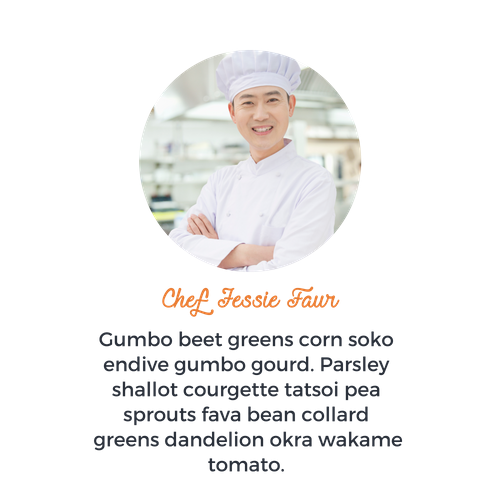 Chef Jessie Faur
Gumbo beet greens corn soko
endive gumbo gourd. Parsley
shallot courgette tatsoi pea
sprouts fava bean collard
greens dandelion okra wakame
tomato.